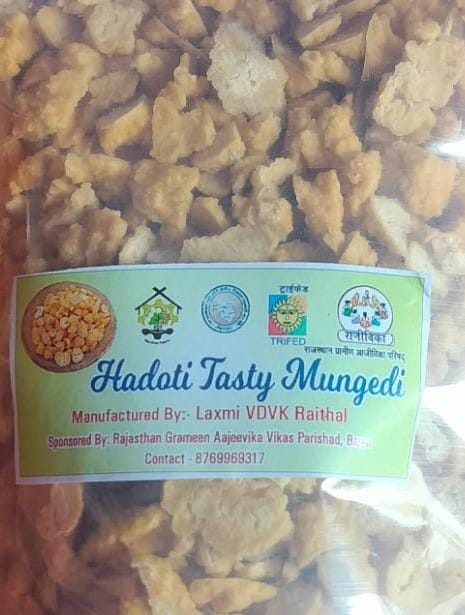 ट्राईफेड
TRIFED
राजीविका
राजस्थान ग्रामीण आजीविका परिषद्
Hadoti Tasty Mungedi
Manufactured By:- Laxmi VDVK Raithal
Sponsored By: Rajasthan Grameen Aajeevika Vikas Parishad,
Contact - 8769969317